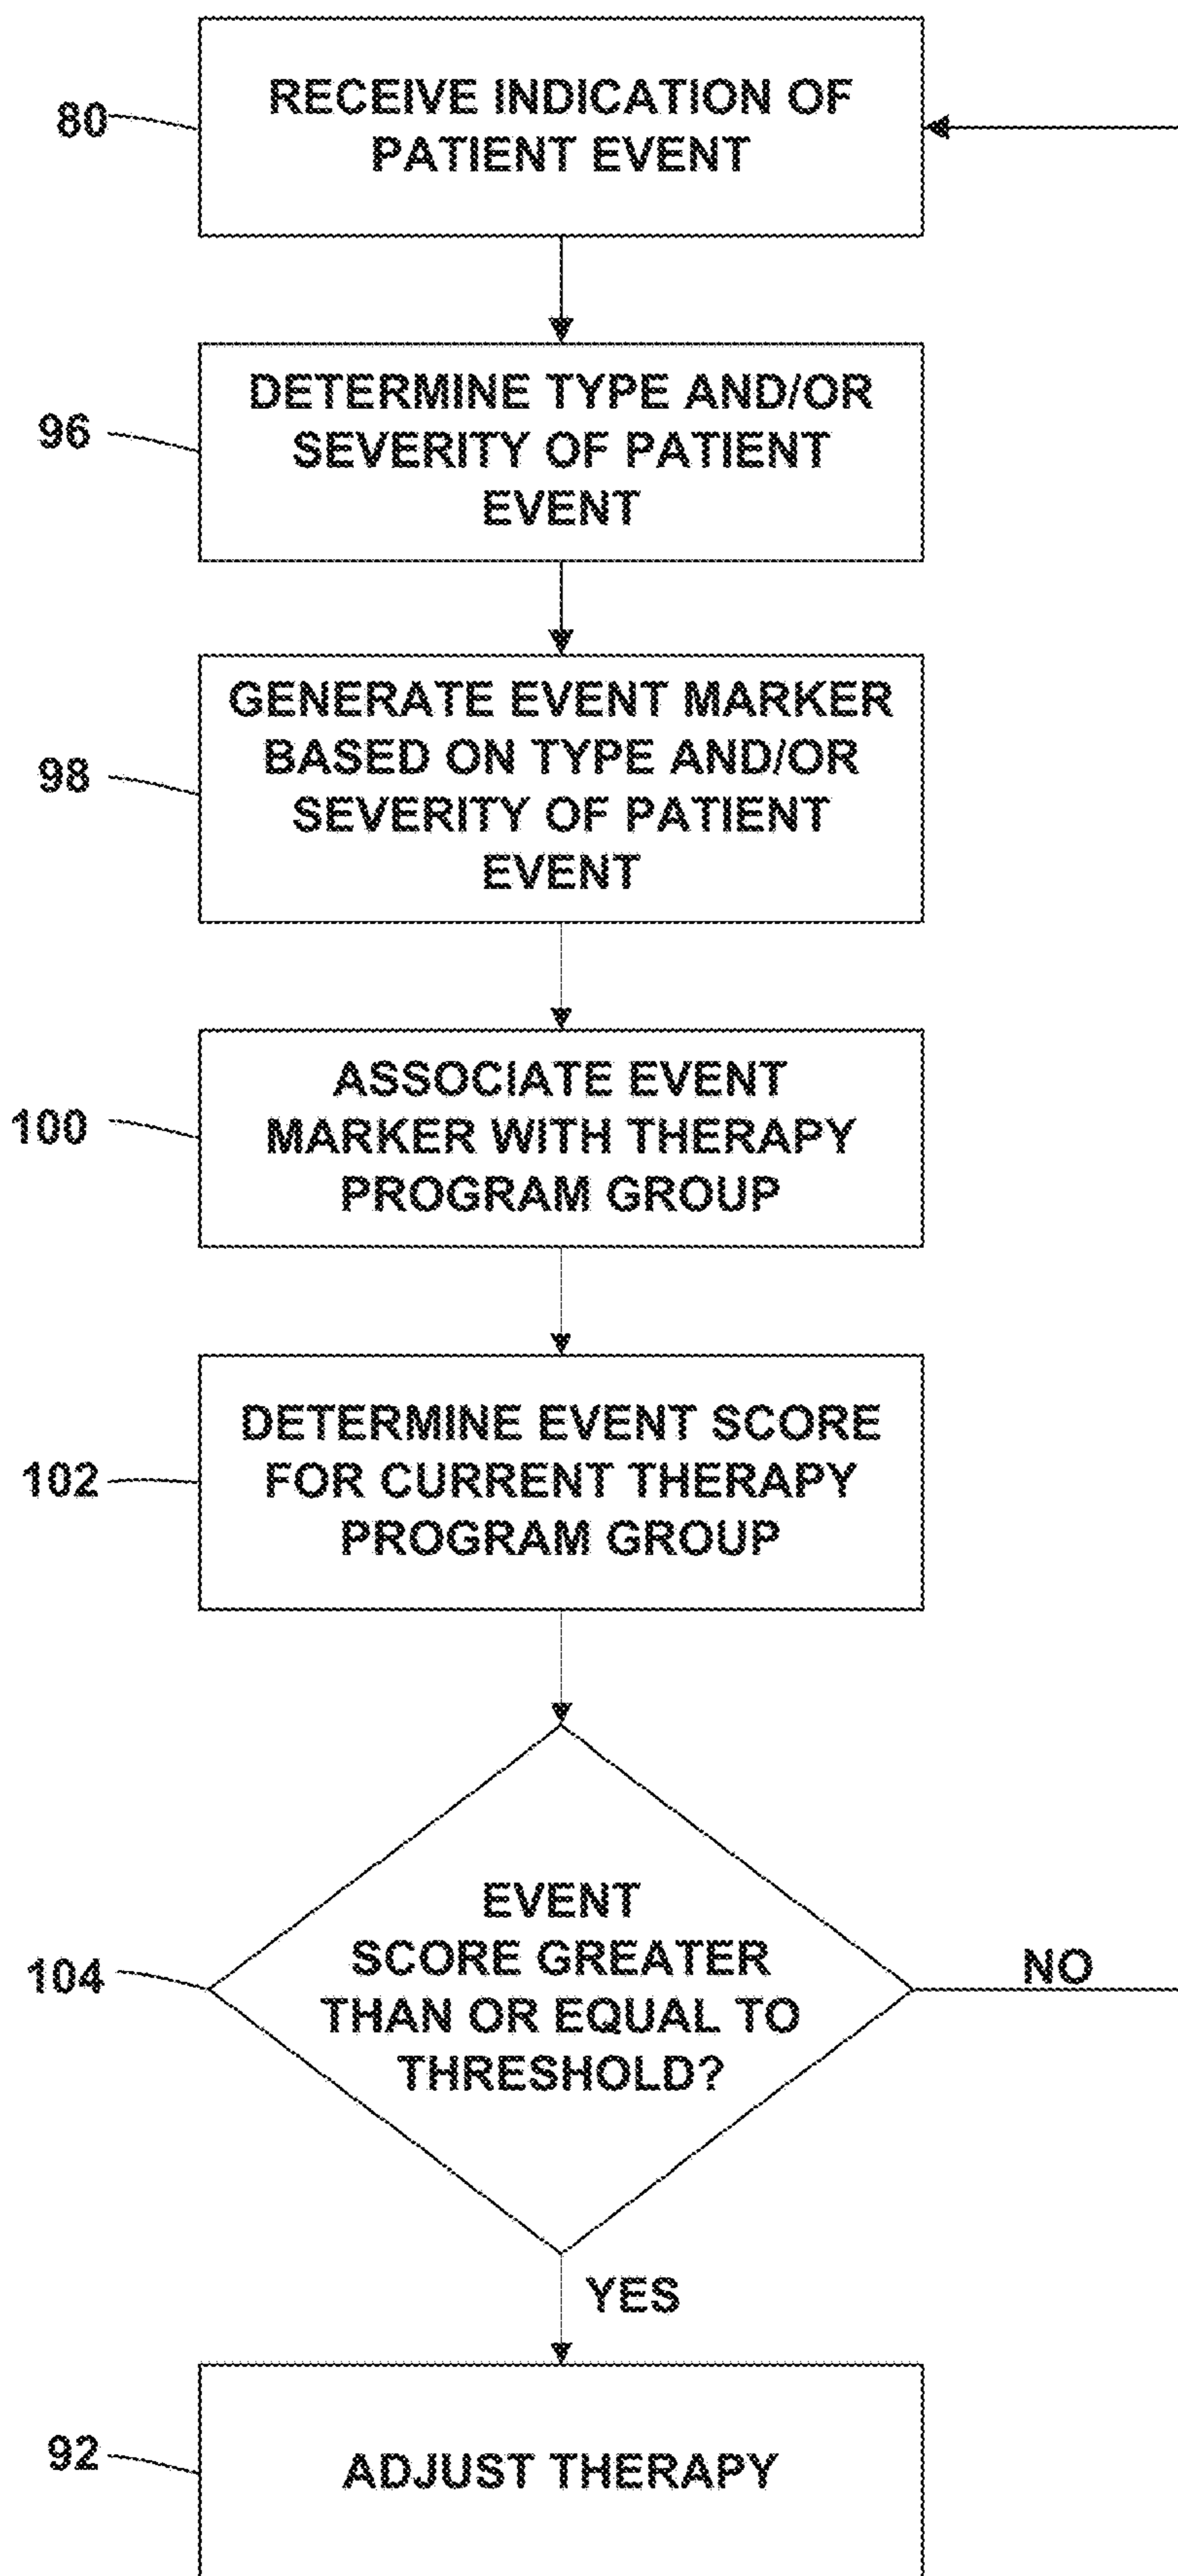 RECEIVE INDICATION OF
80
PATIENT EVENT
DETERMINE TYPE AND/OR
96
SEVERITY OF PATIENT
EVENT
GENERATE EVENT MARKER
BASED ON TYPE AND/OR
98
SEVERITY OF PATIENT
EVENT
ASSOCIATE EVENT
100
MARKER WITH THERAPY
PROGRAM GROUP
DETERMINE EVENT SCORE
102
FOR CURRENT THERAPY
PROGRAM GROUP
EVENT
SCORE GREATER
104
NO
THAN OR EQUAL TO
THRESHOLD?
YES
92
ADJUST THERAPY